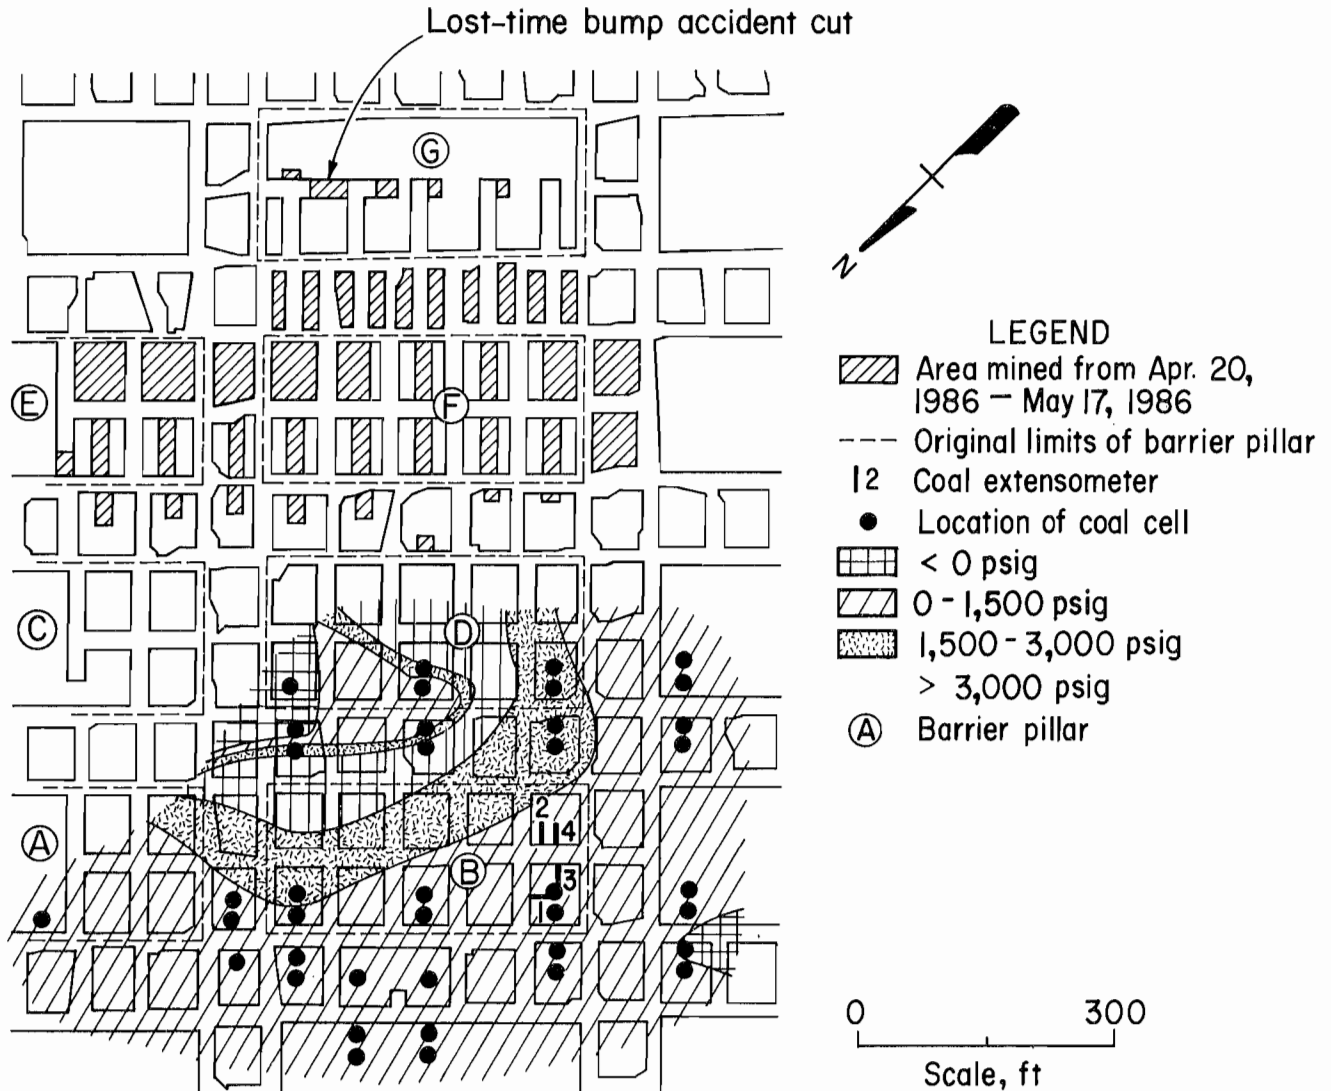 Lost-time bump accident cut
G
N
LEGEND
Area mined from Apr. 20,
1986 — May 17, 1986
Original limits of barrier pillar
12 Coal extensometer
Location of coal cell
< 0 psig
0 - 1,500 psig
1,500 - 3,000 psig
> 3,000 psig
A Barrier pillar
E
F
C
D
A
B
2
4
3
1
0 300
Scale, ft